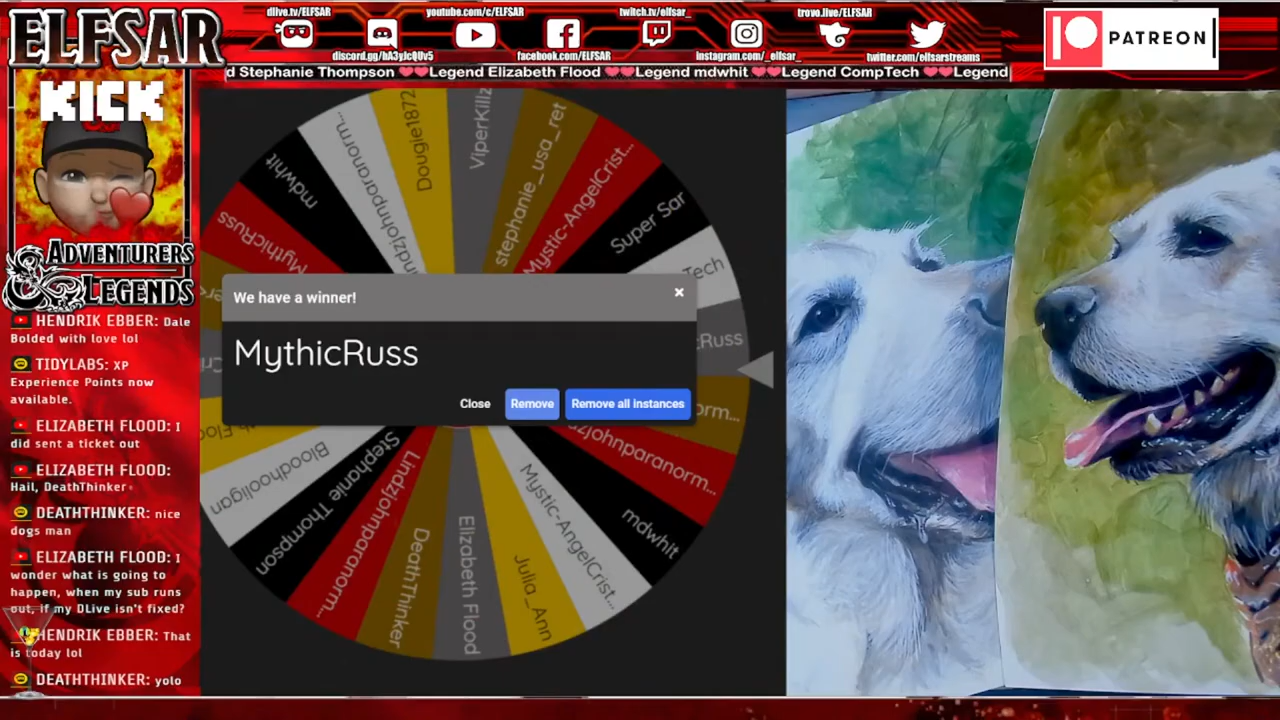 ELFSAR
dlive.tv/ELFSAR
youtube.com/c/ELFSAR
twitch.tv/elfsar_
trovo.live/ELFSAR
discord.gg/hA3yJcQUv5
facebook.com/ELFSAR
instagram.com/_elfsar_
twitter.com/elfsarstreams
PATREON
d Stephanie Thompson ❤❤Legend Elizabeth Flood ❤❤Legend mdwhit ❤❤Legend CompTech ❤❤Legend
KICK
ADVENTURERS
& LEGENDS
HENDRIK EBBER: Dale
Bolded with love lol
TIDYLABS: XP
Experience Points now
available.
ELIZABETH FLOOD: I
did sent a ticket out
ELIZABETH FLOOD:
Hail, DeathThinker
DEATHTHINKER: nice
dogs man
ELIZABETH FLOOD: I
wonder what is going to
happen, when my sub runs
out, if my DLive isn't fixed?
HENDRIK EBBER: That
is today lol
DEATHTHINKER: yolo
MythicRuss
mdwhit
ndzjohnparanorm...
Dougie1872
ViperKillz
stephanie_usa_ret
Mystic-AngelCrist...
Super Sar
Tech
cRuss
orm...
zjohnparanorm...
mdwhit
Mystic-AngelCrist...
Julia_Ann
Elizabeth Flood
DeathThinker
Lindzjohnparanorm...
Stephanie Thompson
Bloodhooligan
h Flood
We have a winner!
×
MythicRuss
Close
Remove
Remove all instances